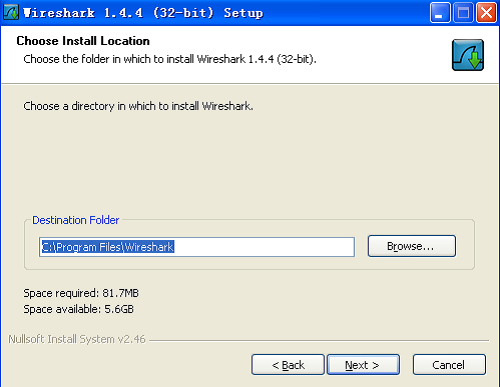 Wireshark 1.4.4 (32-bit) Setup
Choose Install Location
Choose the folder in which to install Wireshark 1.4.4 (32-bit).
Choose a directory in which to install Wireshark.
Destination Folder
C:\Program Files\Wireshark
Browse...
Space required: 81.7MB
Space available: 5.6GB
Nullsoft Install System v2.46
< Back
Next >
Cancel